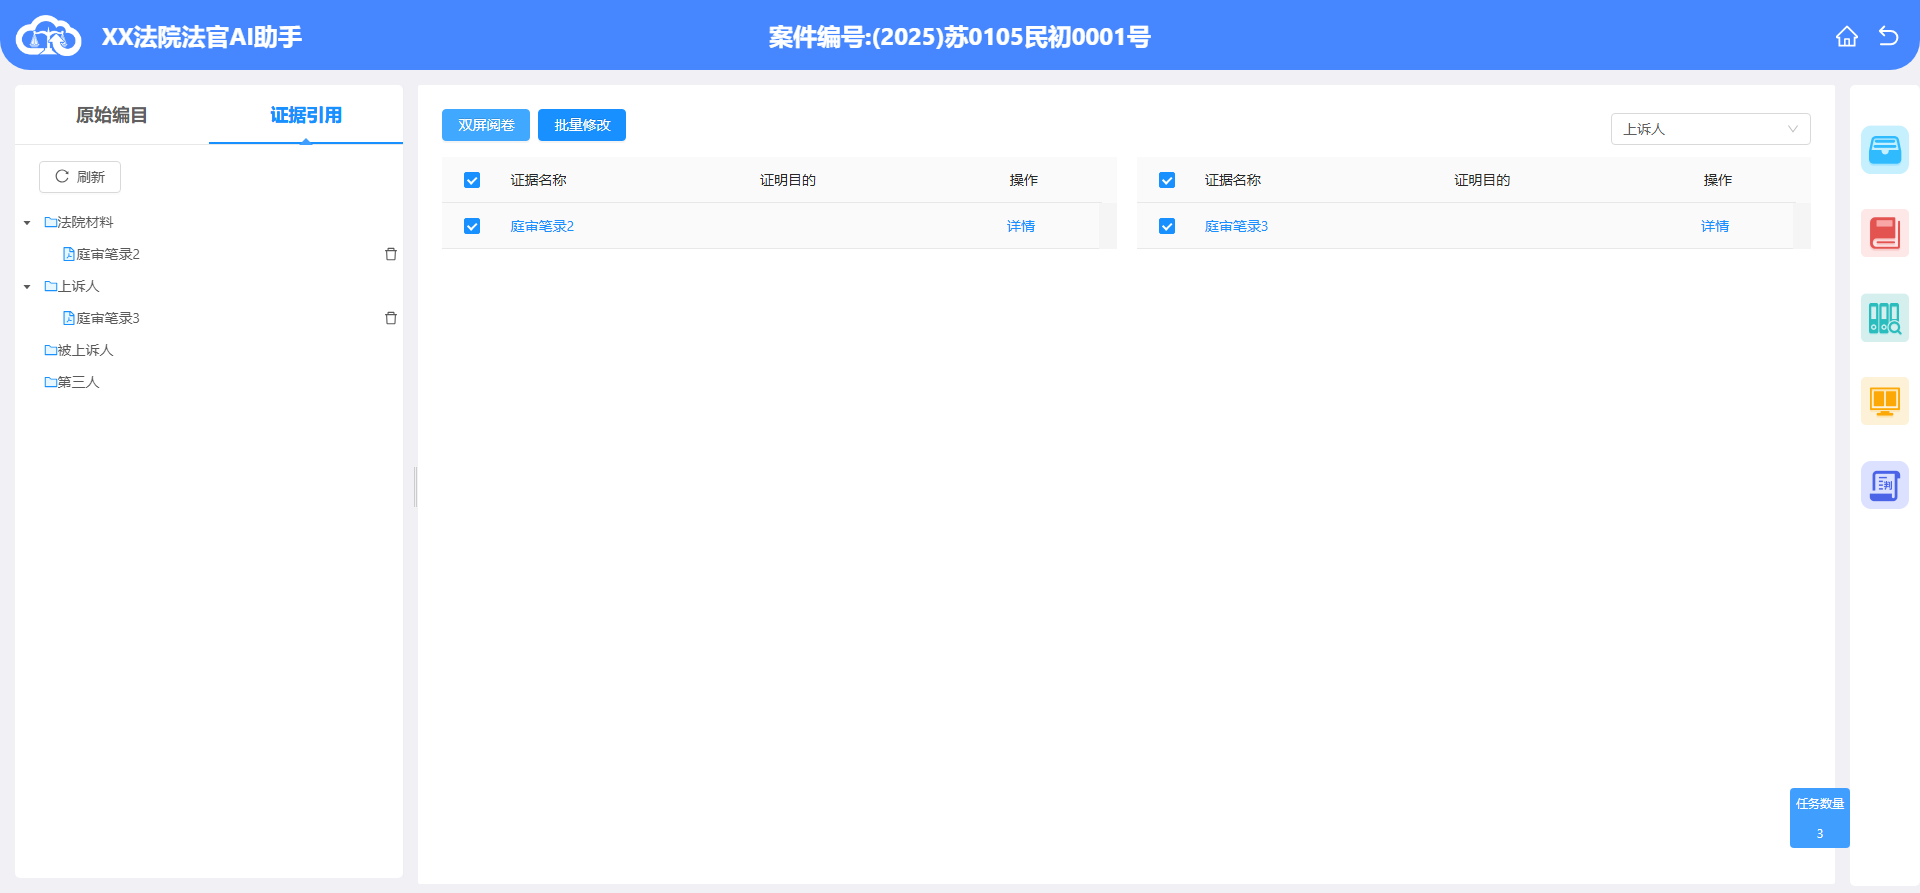 XX法院法官AI助手
案件编号:(2025)苏0105民初0001号
原始编目
证据引用
刷新
法院材料
庭审笔录2
上诉人
庭审笔录3
被上诉人
第三人
双屏阅卷
批量修改
上诉人
证据名称 证明目的 操作
庭审笔录2 详情
证据名称 证明目的 操作
庭审笔录3 详情
判
任务数量
3